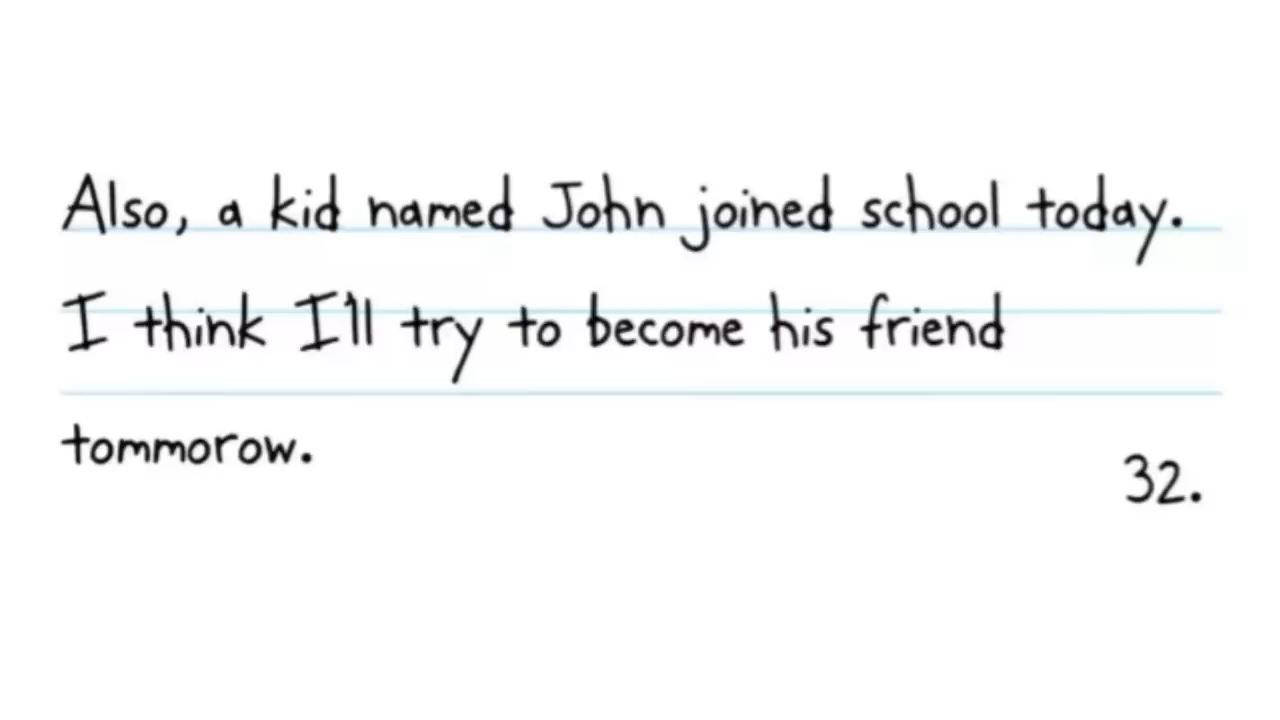 Also, a kid named John joined school today.
I think I'll try to become his friend
tommorow.
32.